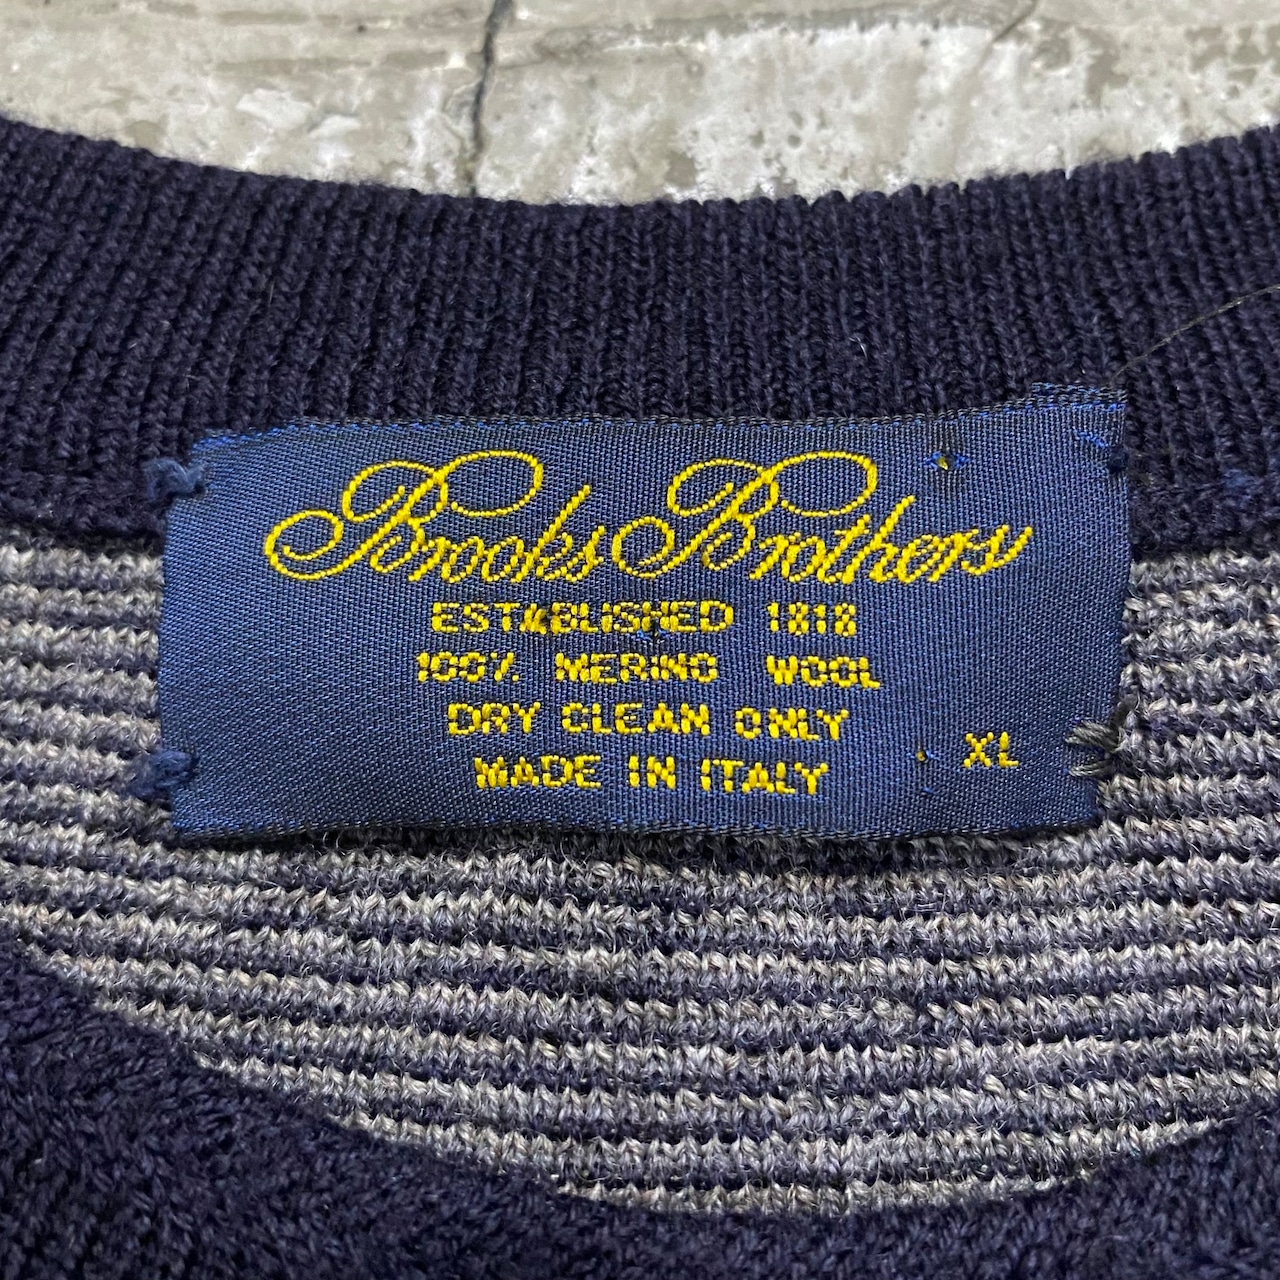 Brooks Brothers
ESTABLISHED 1818
100% MERINO WOOL
DRY CLEAN ONLY
MADE IN ITALY
XL